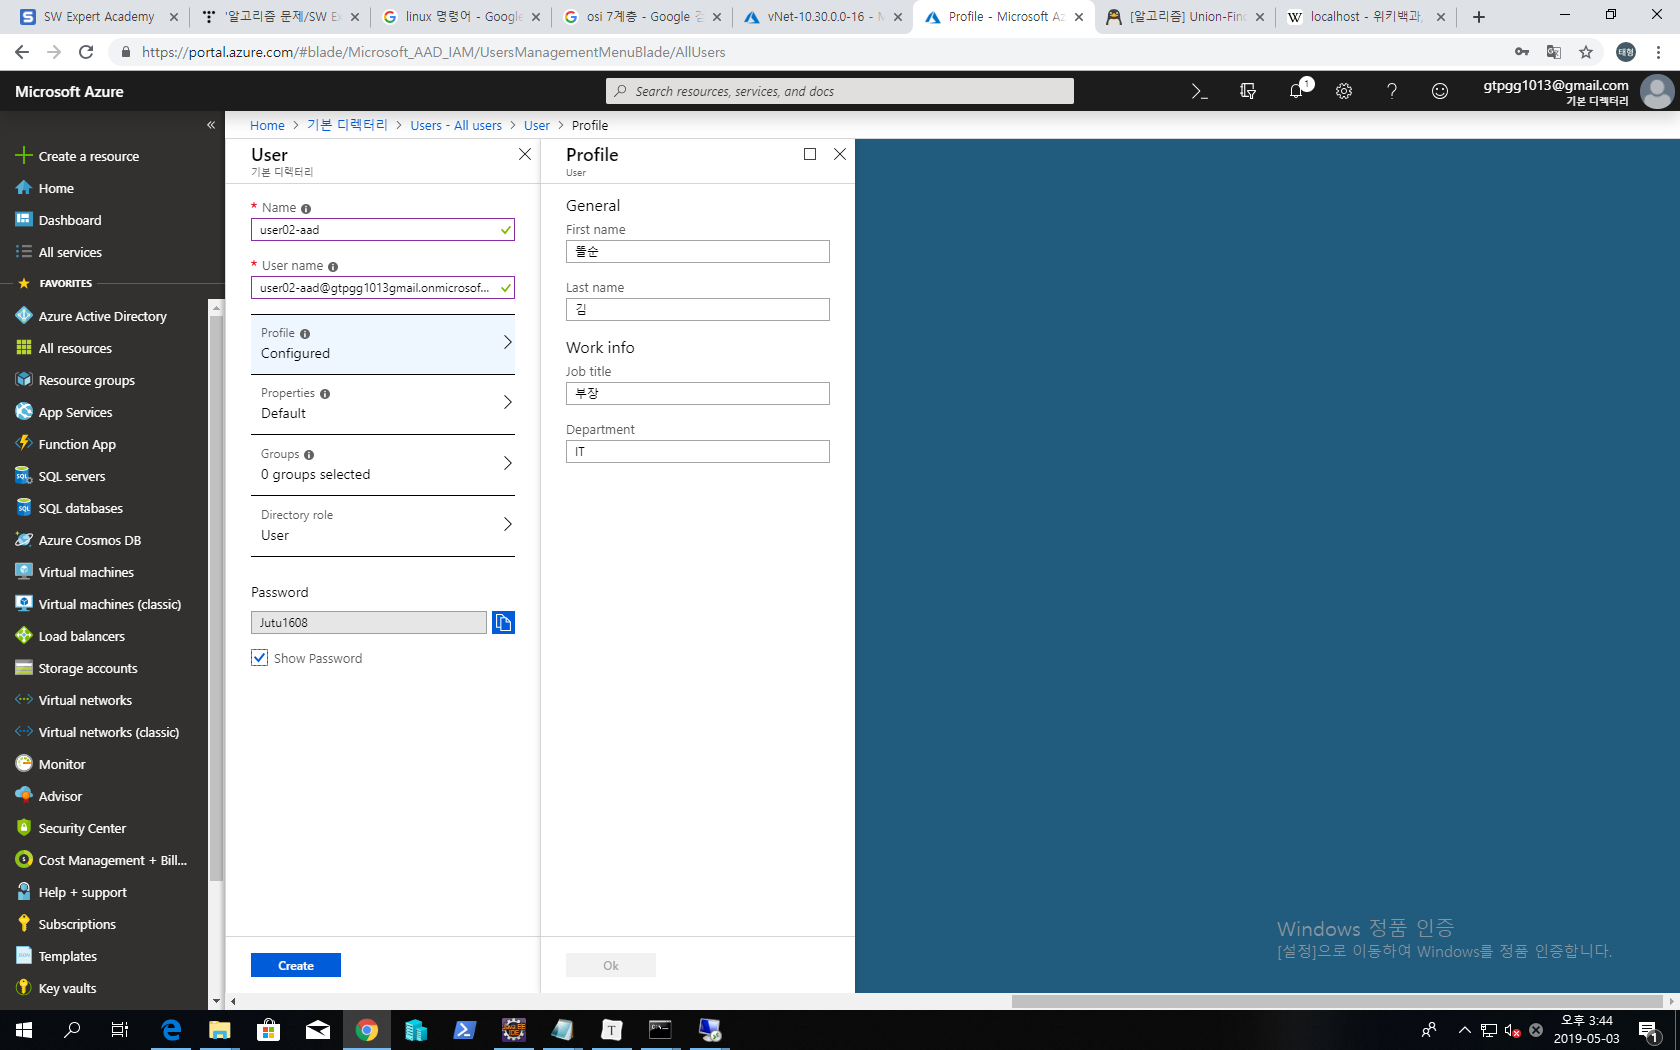 SW Expert Academy
'알고리즘 문제/SW Ex
linux 명령어 - Google
osi 7계층 - Google 검
vNet-10.30.0.0-16 - M
Profile - Microsoft Az
[알고리즘] Union-Find
localhost - 위키백과,
https://portal.azure.com/#blade/Microsoft_AAD_IAM/UsersManagementMenuBlade/AllUsers
태형
Microsoft Azure
Search resources, services, and docs
1
gtpgg1013@gmail.com
기본 디렉터리
Home > 기본 디렉터리 > Users - All users > User > Profile
Create a resource
Home
Dashboard
All services
FAVORITES
Azure Active Directory
All resources
Resource groups
App Services
Function App
SQL servers
SQL databases
Azure Cosmos DB
Virtual machines
Virtual machines (classic)
Load balancers
Storage accounts
Virtual networks
Virtual networks (classic)
Monitor
Advisor
Security Center
Cost Management + Bill...
Help + support
Subscriptions
Templates
Key vaults
User
기본 디렉터리
* Name
user02-aad
* User name
user02-aad@gtpgg1013gmail.onmicrosof...
Profile
Configured
Properties
Default
Groups
0 groups selected
Directory role
User
Password
Jutu1608
Show Password
Create
Profile
User
General
First name
뚤순
Last name
김
Work info
Job title
부장
Department
IT
Ok
Windows 정품 인증
[설정]으로 이동하여 Windows를 정품 인증합니다.
오후 3:44
2019-05-03
1